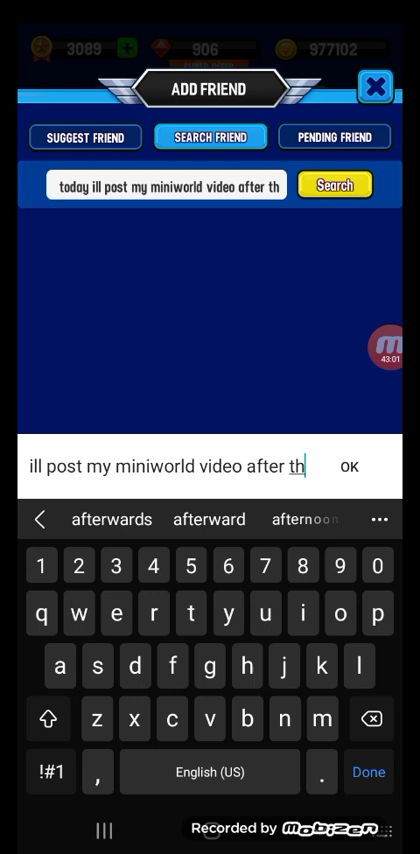 3089 906 977102
ADD FRIEND
SUGGEST FRIEND SEARCH FRIEND PENDING FRIEND
today ill post my miniworld video after th Search
43:01
ill post my miniworld video after th OK
afterwards afterward afternoon
1 2 3 4 5 6 7 8 9 0
q w e r t y u i o p
a s d f g h j k l
z x c v b n m
!#1 , English (US) . Done
Recorded by mobizen